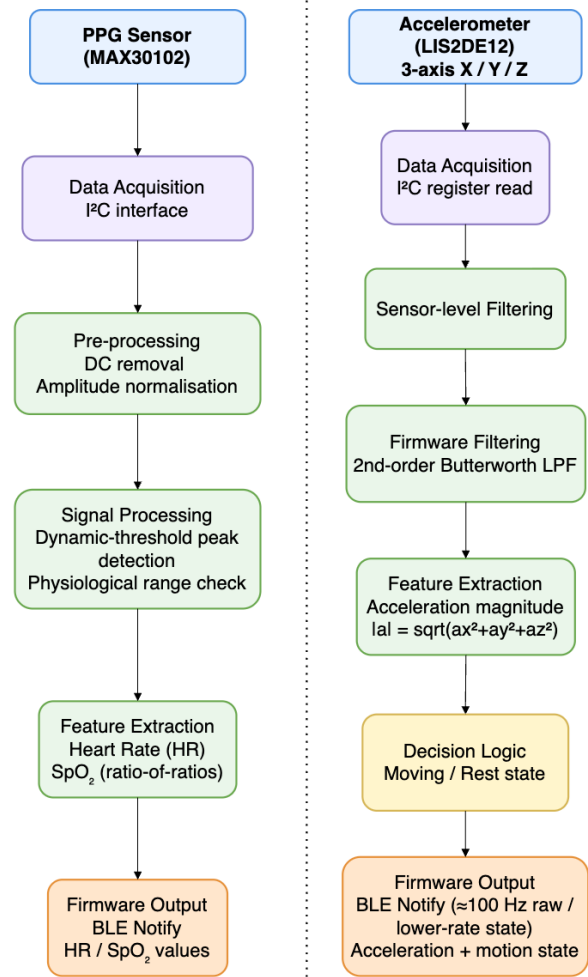 PPG Sensor
(MAX30102)
Data Acquisition
I²C interface
Pre-processing
DC removal
Amplitude normalisation
Signal Processing
Dynamic-threshold peak
detection
Physiological range check
Feature Extraction
Heart Rate (HR)
SpO₂ (ratio-of-ratios)
Firmware Output
BLE Notify
HR / SpO₂ values
Accelerometer
(LIS2DE12)
3-axis X / Y / Z
Data Acquisition
I²C register read
Sensor-level Filtering
Firmware Filtering
2nd-order Butterworth LPF
Feature Extraction
Acceleration magnitude
|a| = sqrt(ax²+ay²+az²)
Decision Logic
Moving / Rest state
Firmware Output
BLE Notify (≈100 Hz raw /
lower-rate state)
Acceleration + motion state